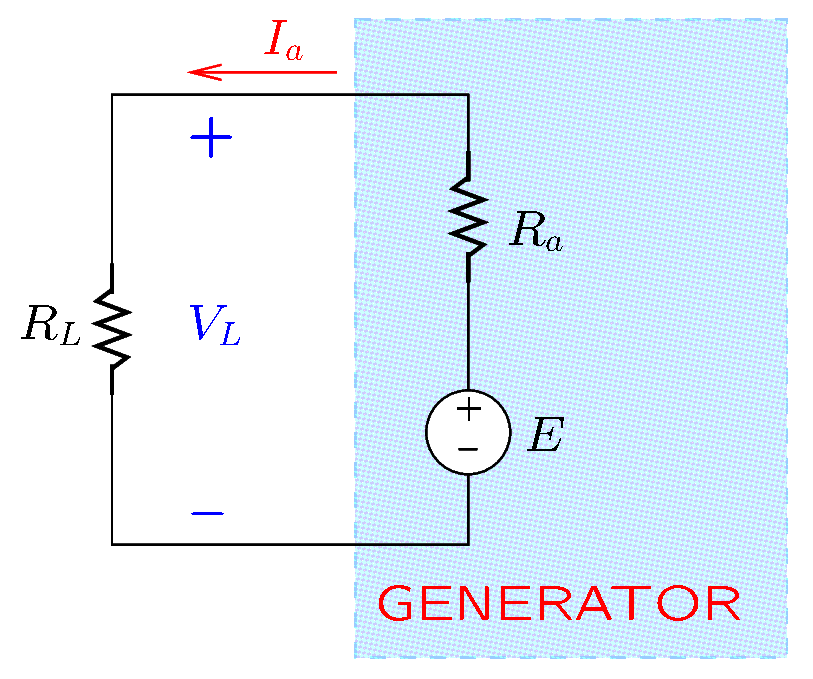 I_a
+
R_a
R_L
V_L
+
−
E
−
GENERATOR